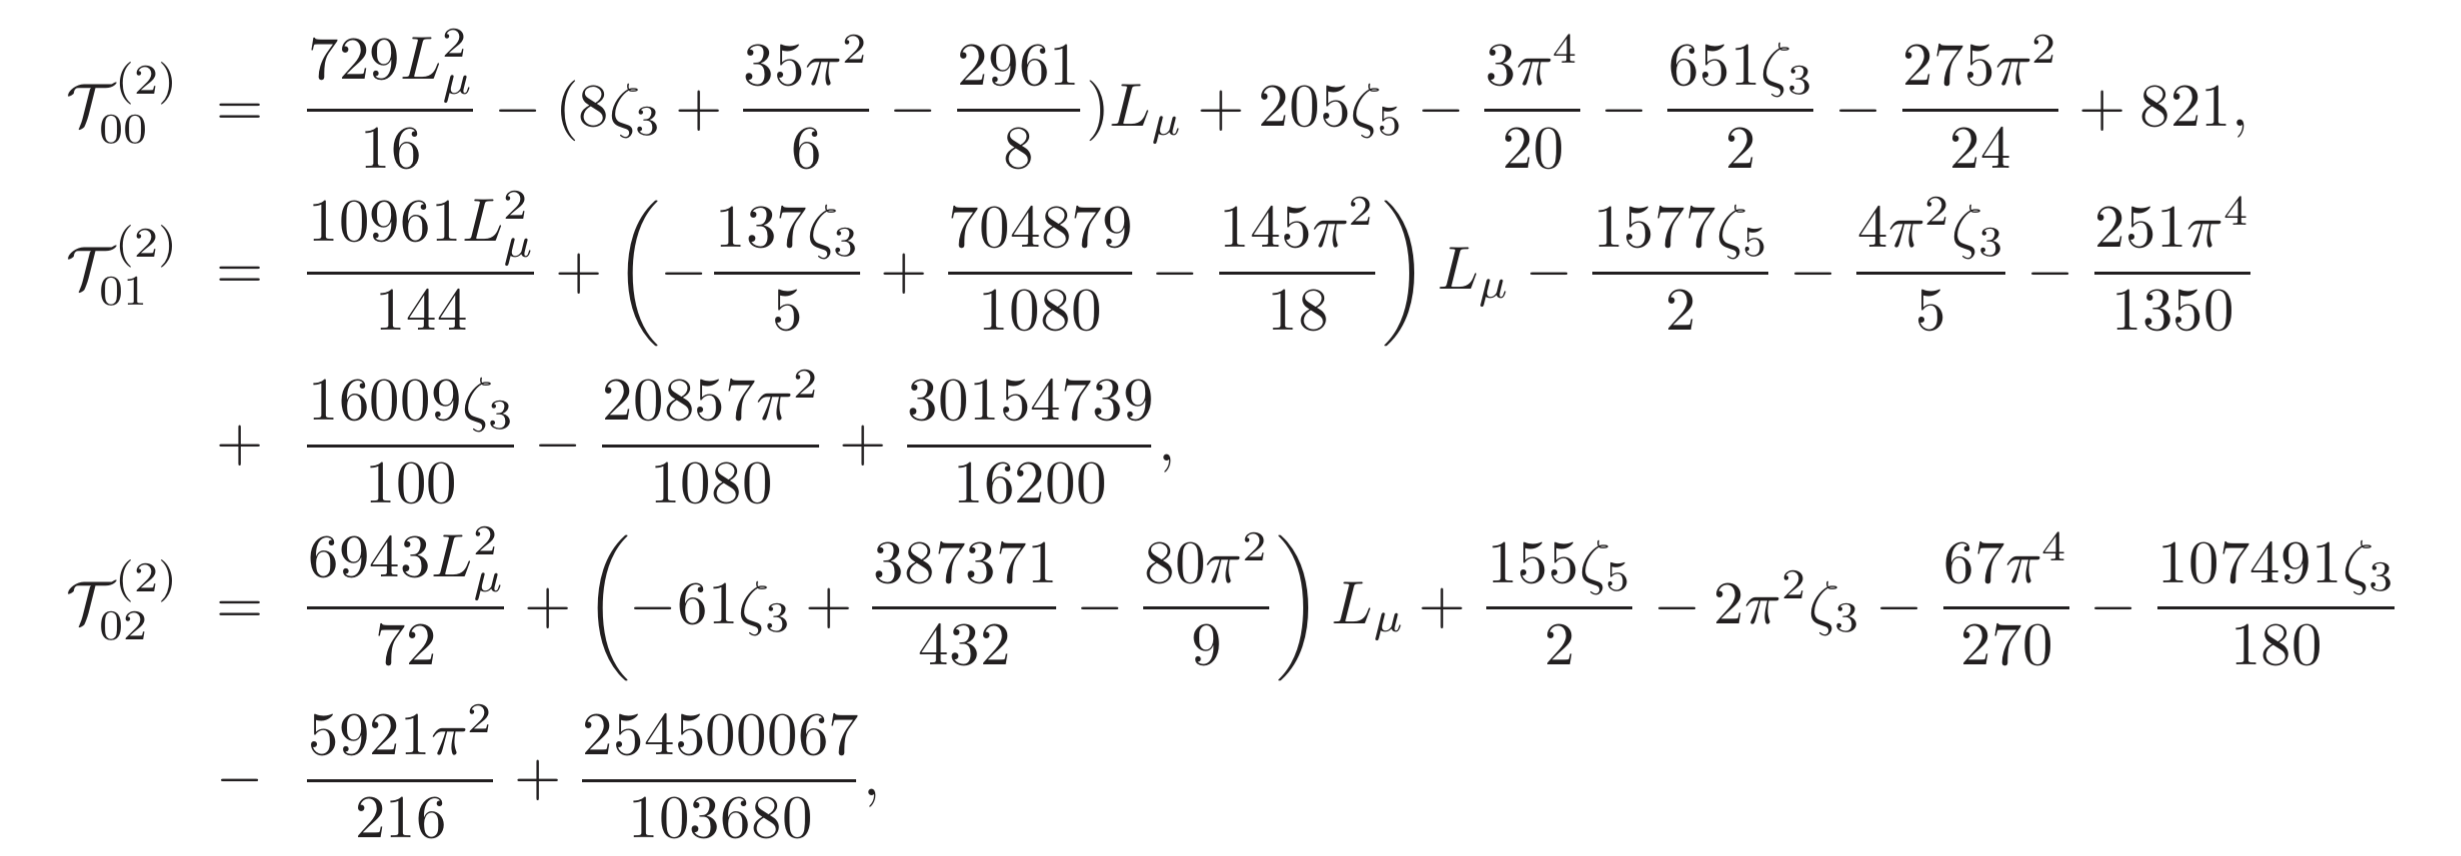 $\mathcal{T}_{00}^{(2)} = \frac{729L_\mu^2}{16} - (8\zeta_3 + \frac{35\pi^2}{6} - \frac{2961}{8})L_\mu + 205\zeta_5 - \frac{3\pi^4}{20} - \frac{651\zeta_3}{2} - \frac{275\pi^2}{24} + 821,$
$\mathcal{T}_{01}^{(2)} = \frac{10961L_\mu^2}{144} + \left(-\frac{137\zeta_3}{5} + \frac{704879}{1080} - \frac{145\pi^2}{18}\right) L_\mu - \frac{1577\zeta_5}{2} - \frac{4\pi^2\zeta_3}{5} - \frac{251\pi^4}{1350}$
$+ \frac{16009\zeta_3}{100} - \frac{20857\pi^2}{1080} + \frac{30154739}{16200},$
$\mathcal{T}_{02}^{(2)} = \frac{6943L_\mu^2}{72} + \left(-61\zeta_3 + \frac{387371}{432} - \frac{80\pi^2}{9}\right) L_\mu + \frac{155\zeta_5}{2} - 2\pi^2\zeta_3 - \frac{67\pi^4}{270} - \frac{107491\zeta_3}{180}$
$- \frac{5921\pi^2}{216} + \frac{254500067}{103680},$